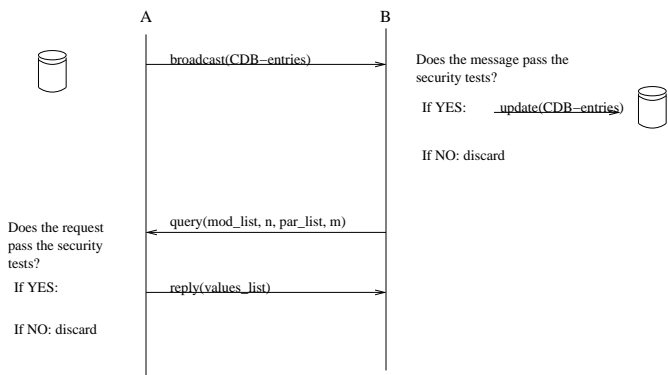 A
B
broadcast(CDB−entries)
Does the message pass the
security tests?
If YES:
update(CDB−entries)
If NO: discard
query(mod_list, n, par_list, m)
Does the request
pass the security
tests?
If YES:
reply(values_list)
If NO: discard